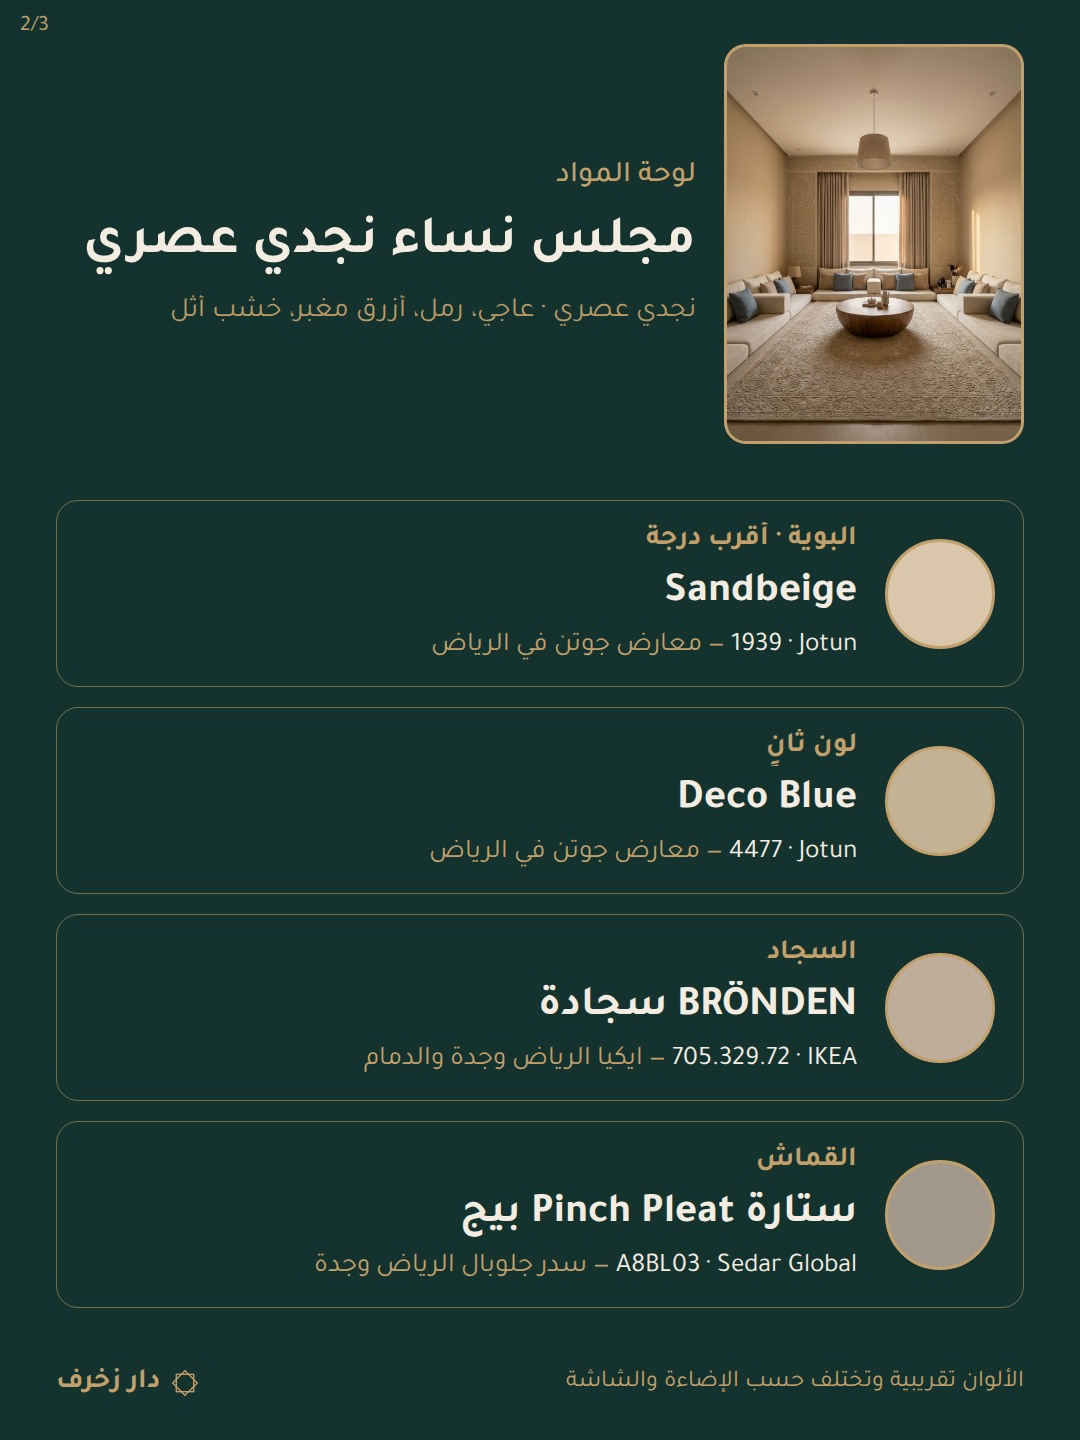 2/3
لوحة المواد
مجلس نساء نجدي عصري
نجدي عصري · عاجي، رمل، أزرق مغبر، خشب أثل
البوية · أقرب درجة
Sandbeige
1939 · Jotun — معارض جوتن في الرياض
لون ثانٍ
Deco Blue
4477 · Jotun — معارض جوتن في الرياض
السجاد
BRÖNDEN سجادة
705.329.72 · IKEA — ايكيا الرياض وجدة والدمام
القماش
ستارة Pinch Pleat بيج
A8BL03 · Sedar Global — سدر جلوبال الرياض وجدة
الألوان تقريبية وتختلف حسب الإضاءة والشاشة
دار زخرف